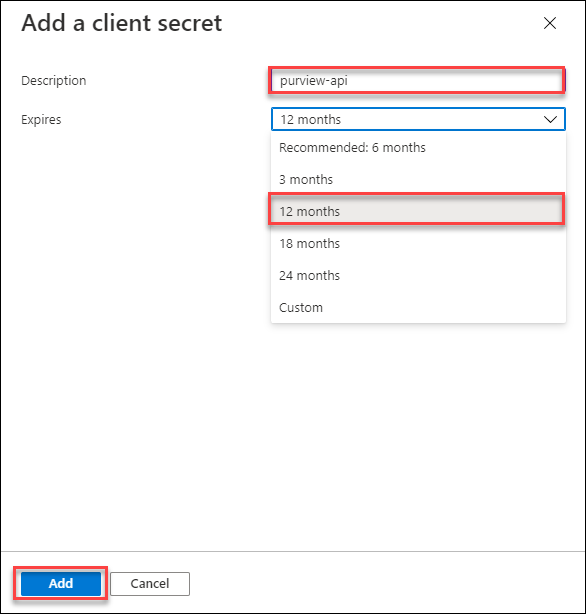 Add a client secret
Description
purview-api
Expires
12 months
Recommended: 6 months
3 months
12 months
18 months
24 months
Custom
Add
Cancel